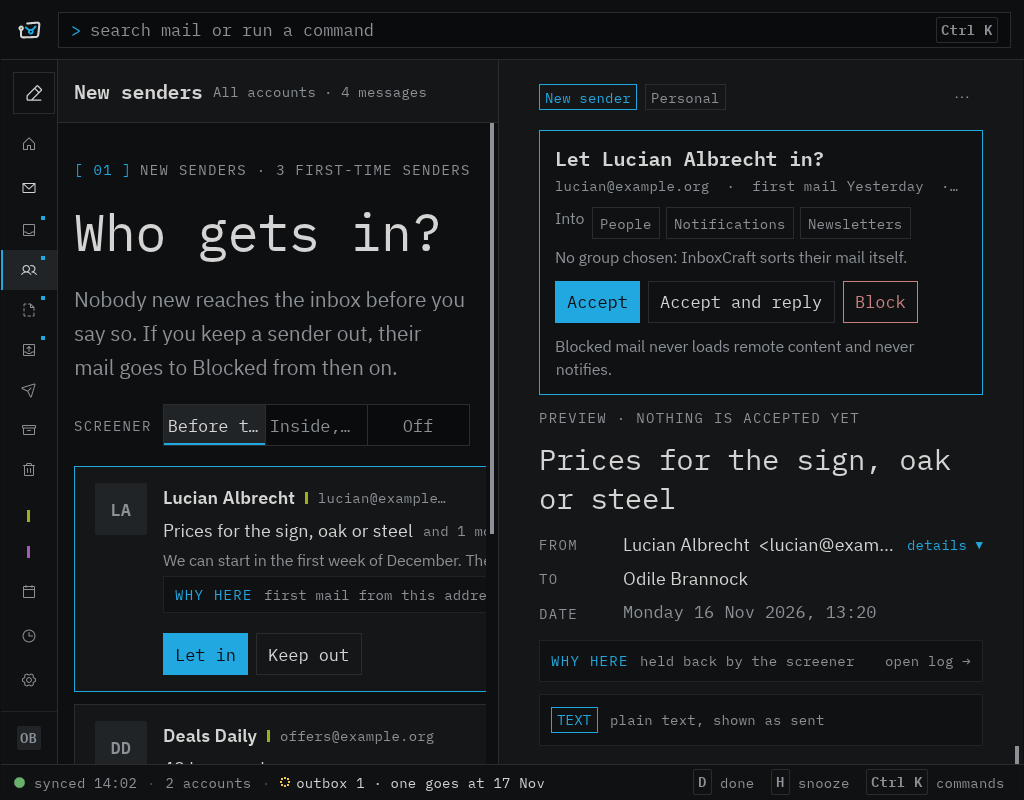 > search mail or run a command Ctrl K
New senders All accounts · 4 messages
[ 01 ] NEW SENDERS · 3 FIRST-TIME SENDERS
Who gets in?
Nobody new reaches the inbox before you
say so. If you keep a sender out, their
mail goes to Blocked from then on.
SCREENER Before t… Inside,… Off
LA Lucian Albrecht lucian@example…
Prices for the sign, oak or steel and 1 mo
We can start in the first week of December. The
WHY HERE first mail from this addre
Let in Keep out
DD Deals Daily offers@example.org
OB
New sender Personal ...
Let Lucian Albrecht in?
lucian@example.org · first mail Yesterday ·…
Into People Notifications Newsletters
No group chosen: InboxCraft sorts their mail itself.
Accept Accept and reply Block
Blocked mail never loads remote content and never
notifies.
PREVIEW · NOTHING IS ACCEPTED YET
Prices for the sign, oak
or steel
FROM Lucian Albrecht <lucian@exam… details ▾
TO Odile Brannock
DATE Monday 16 Nov 2026, 13:20
WHY HERE held back by the screener open log →
TEXT plain text, shown as sent
synced 14:02 · 2 accounts · outbox 1 · one goes at 17 Nov D done H snooze Ctrl K commands